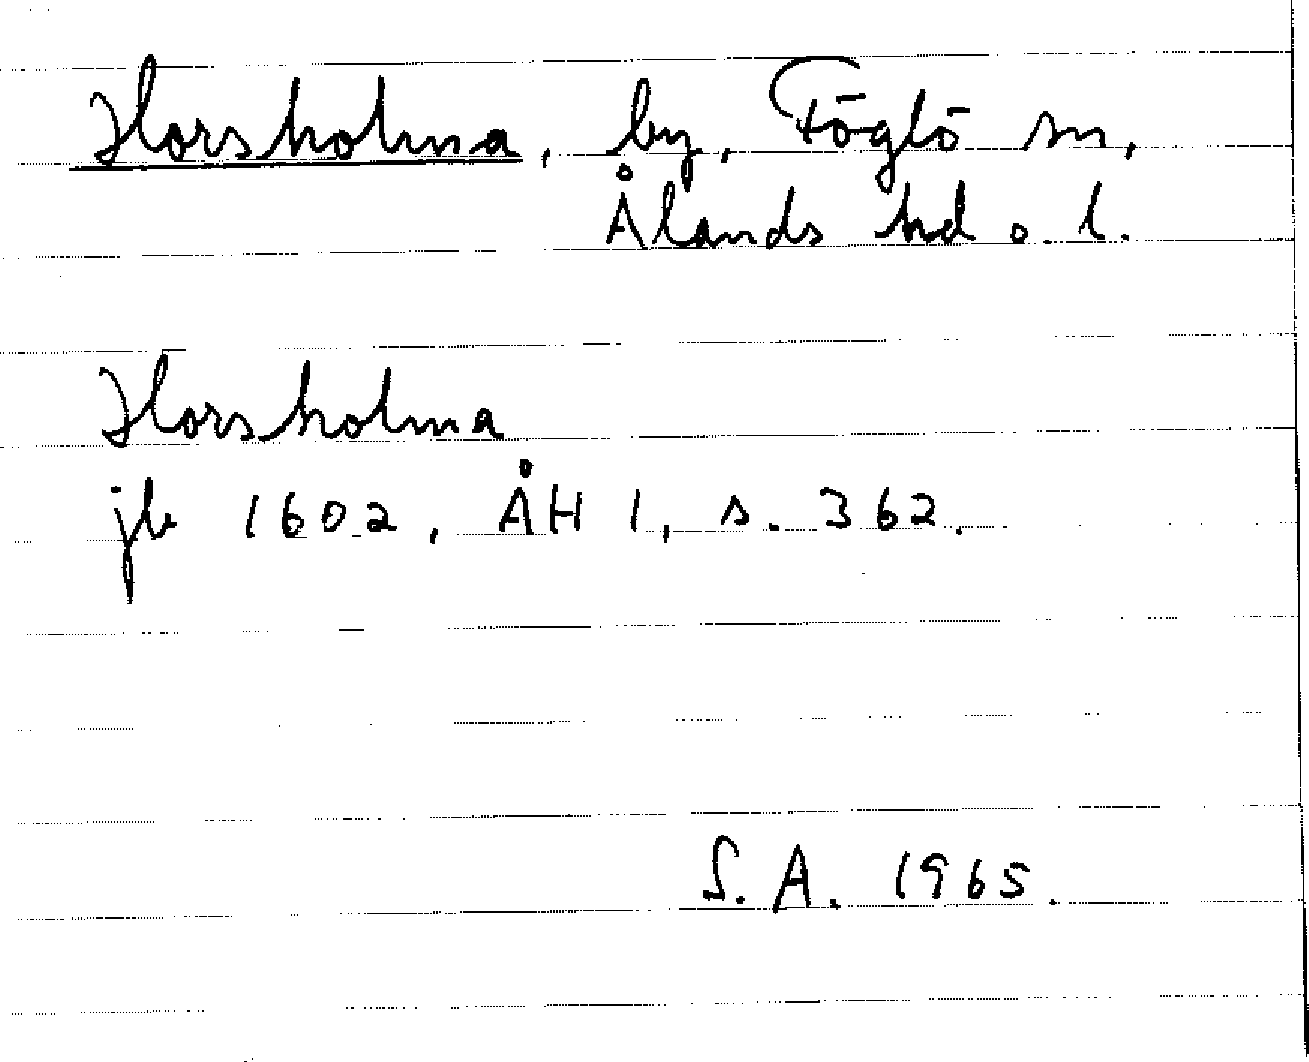 Horsholma, by, Föglö sn,
Ålands hd o. l.
Horsholma
jb 1602, ÅH 1, s. 362.
S. A. 1965.